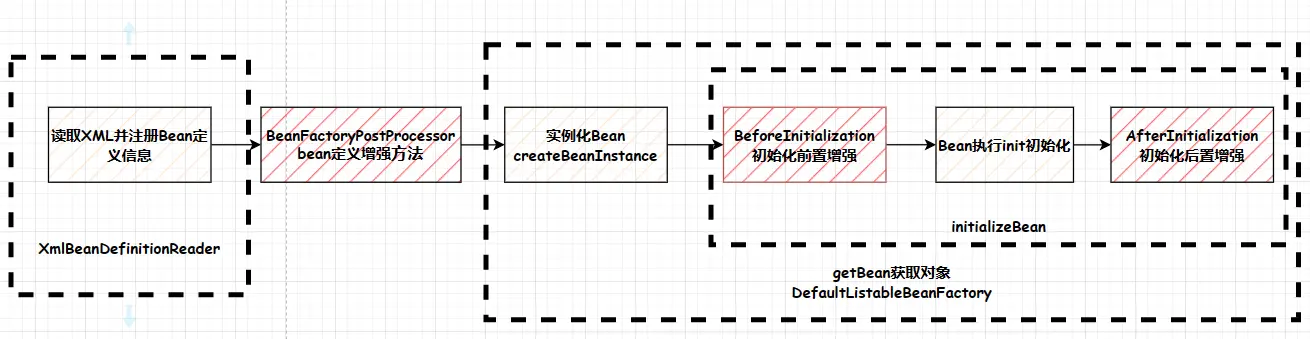 读取XML并注册Bean定
义信息
XmlBeanDefinitionReader
BeanFactoryPostProcessor
bean定义增强方法
实例化Bean
createBeanInstance
BeforeInitialization
初始化前置增强
Bean执行init初始化
AfterInitialization
初始化后置增强
initializeBean
getBean获取对象
DefaultListableBeanFactory